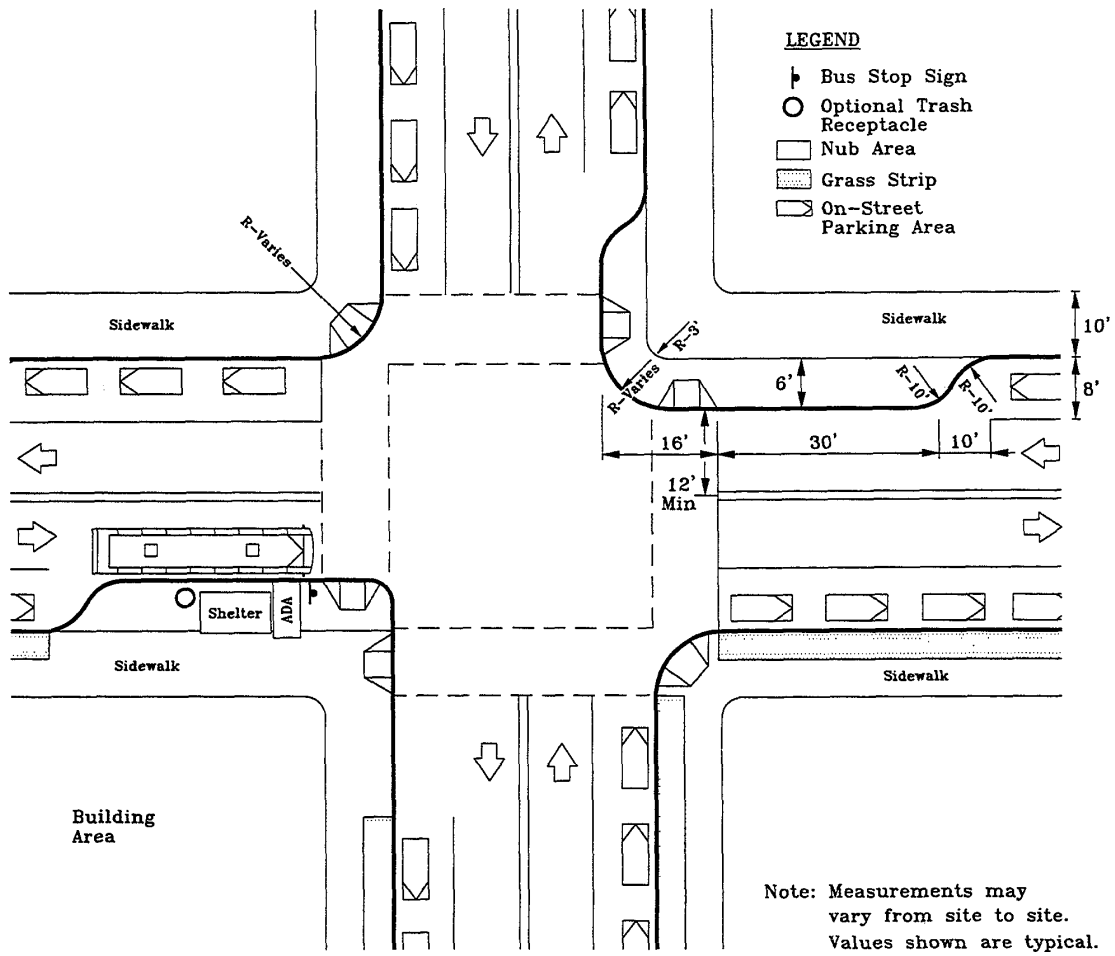 LEGEND
Bus Stop Sign
Optional Trash
Receptacle
Nub Area
Grass Strip
On-Street
Parking Area
R-Varies
Sidewalk
Sidewalk
10'
R-3'
R-Varies
6'
R-10'
R-10'
8'
16'
30'
10'
12'
Min
Shelter
ADA
Sidewalk
Sidewalk
Building
Area
Note: Measurements may
vary from site to site.
Values shown are typical.